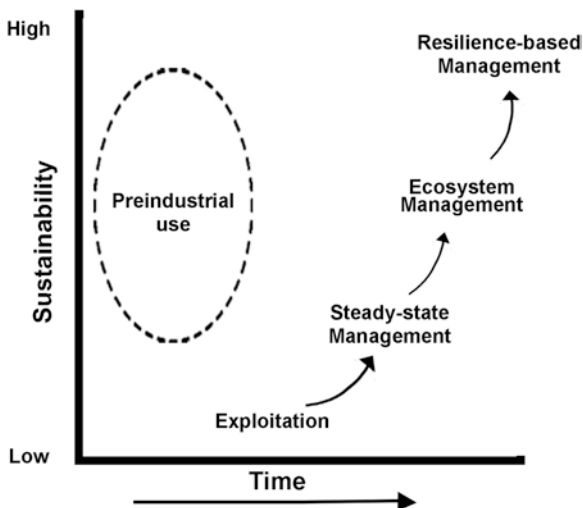 High
Resilience-based
Management
Sustainability
Preindustrial
use
Ecosystem
Management
Steady-state
Management
Exploitation
Low
Time